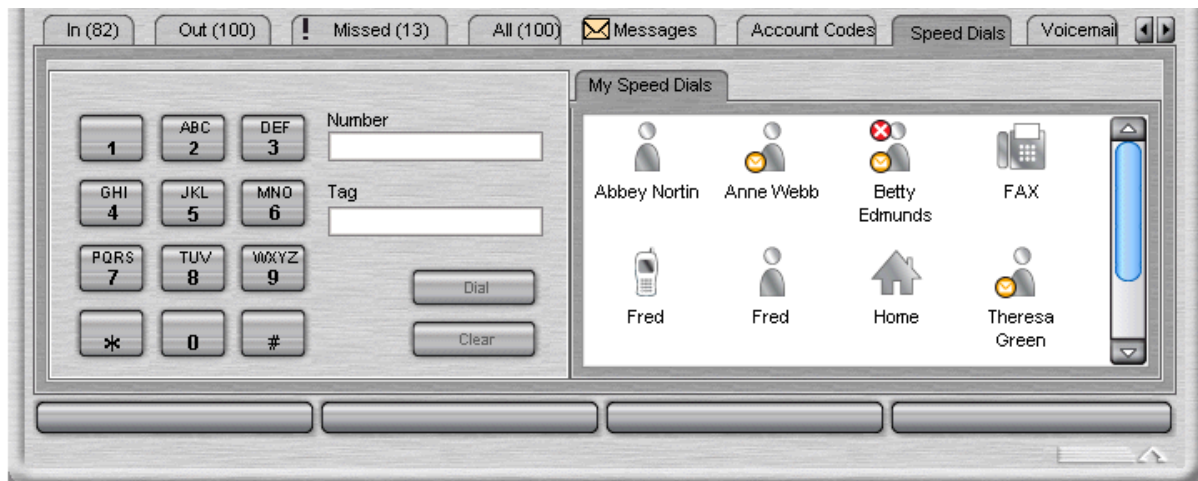 In (82) Out (100) ! Missed (13) All (100) Messages Account Codes Speed Dials Voicemail
My Speed Dials
Number
1 ABC 2 DEF 3
Tag
GHI 4 JKL 5 MNO 6
PQRS 7 TUV 8 WXYZ 9
* 0 #
Dial
Clear
Abbey Nortin Anne Webb Betty Edmunds FAX
Fred Fred Home Theresa Green